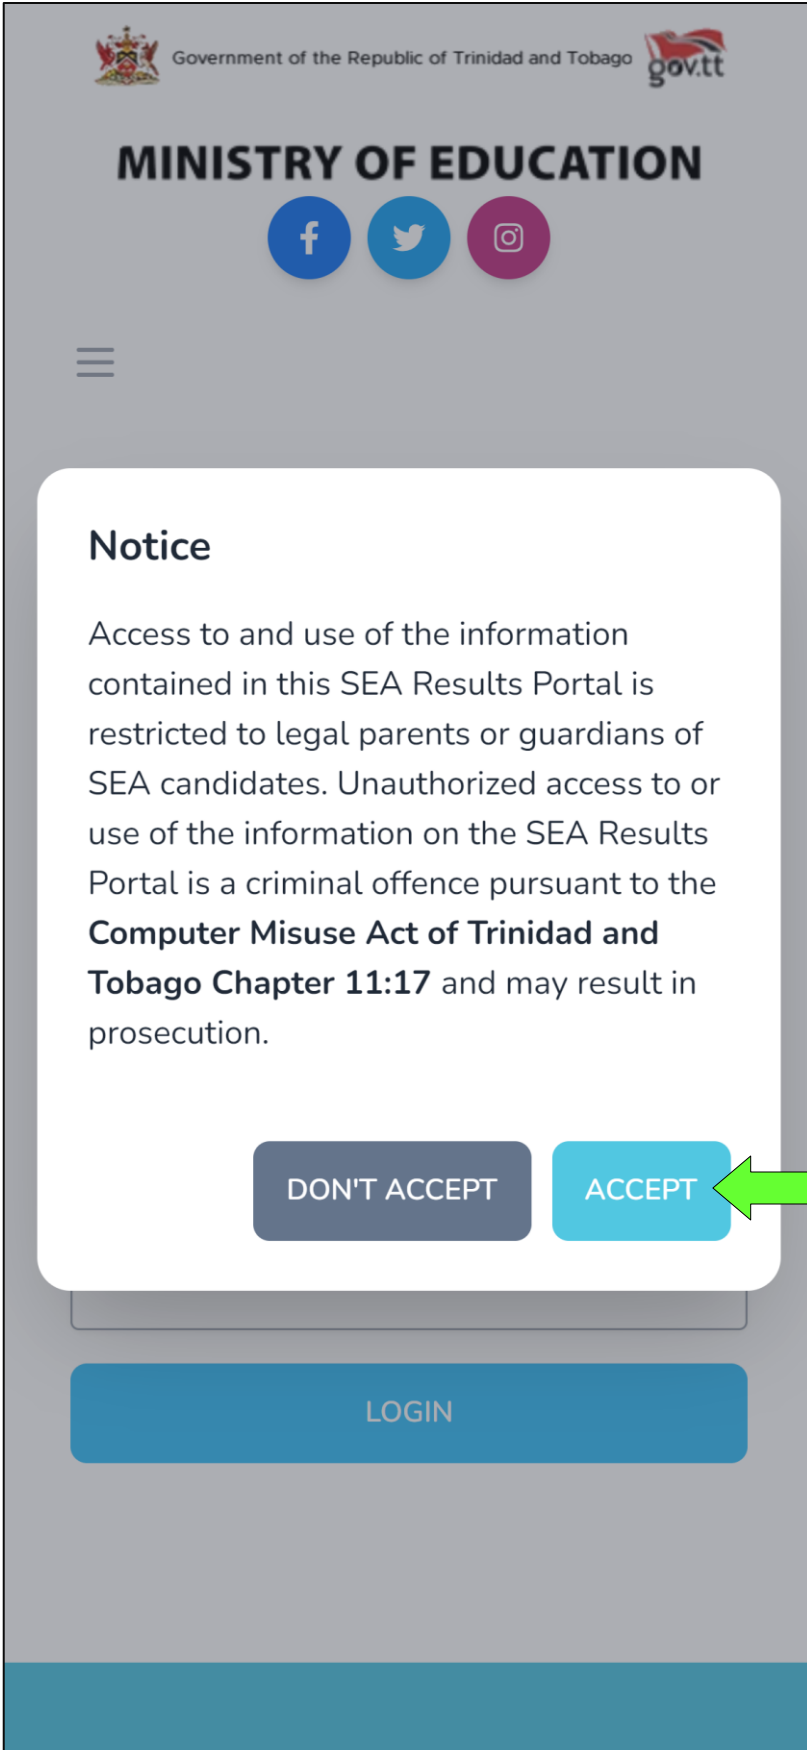 Government of the Republic of Trinidad and Tobago
gov.tt
MINISTRY OF EDUCATION
Notice
Access to and use of the information
contained in this SEA Results Portal is
restricted to legal parents or guardians of
SEA candidates. Unauthorized access to or
use of the information on the SEA Results
Portal is a criminal offence pursuant to the
Computer Misuse Act of Trinidad and
Tobago Chapter 11:17 and may result in
prosecution.
DON'T ACCEPT
ACCEPT
LOGIN